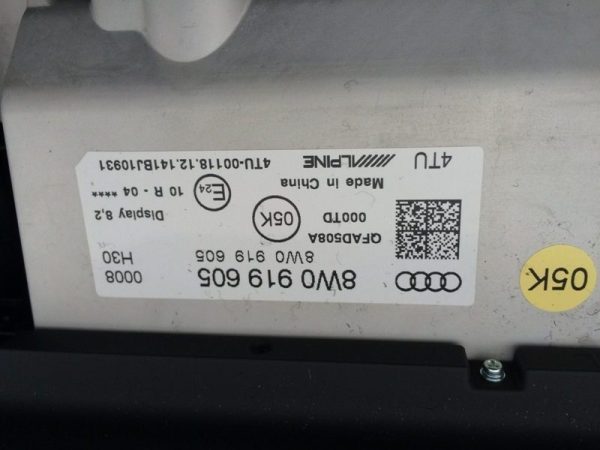 8W0 919 605 0008
8W0 919 605 H30
QFAD508A
000TD 05K Display 8,2
Made in China E24 10 R - 04 ****
4TU ALPINE 4TU-00118.12.141BJ10931
05K